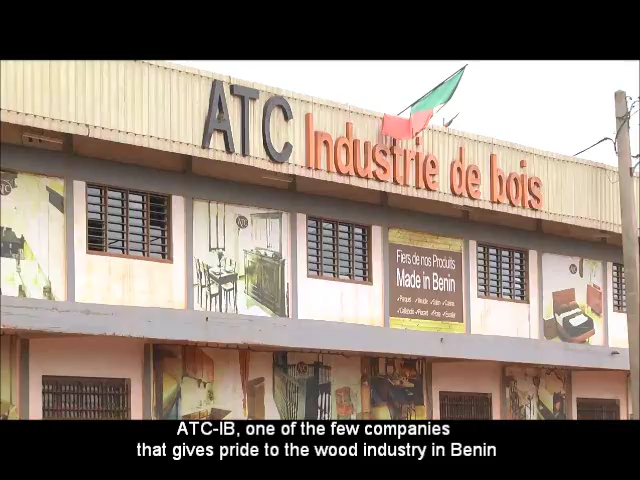 ATC Industrie de bois
Fiers de nos Produits
Made in Benin
ATC-IB, one of the few companies
that gives pride to the wood industry in Benin